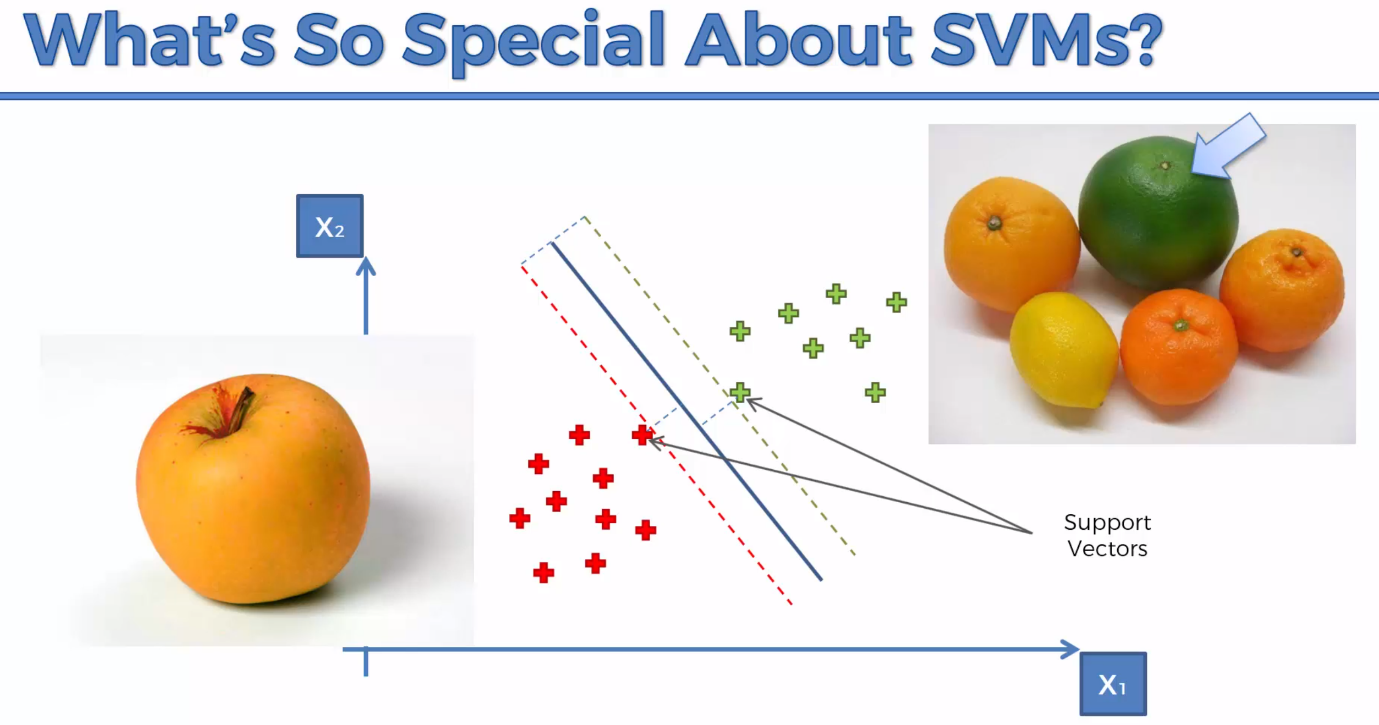 What's So Special About SVMs?
X₂
Support
Vectors
X₁